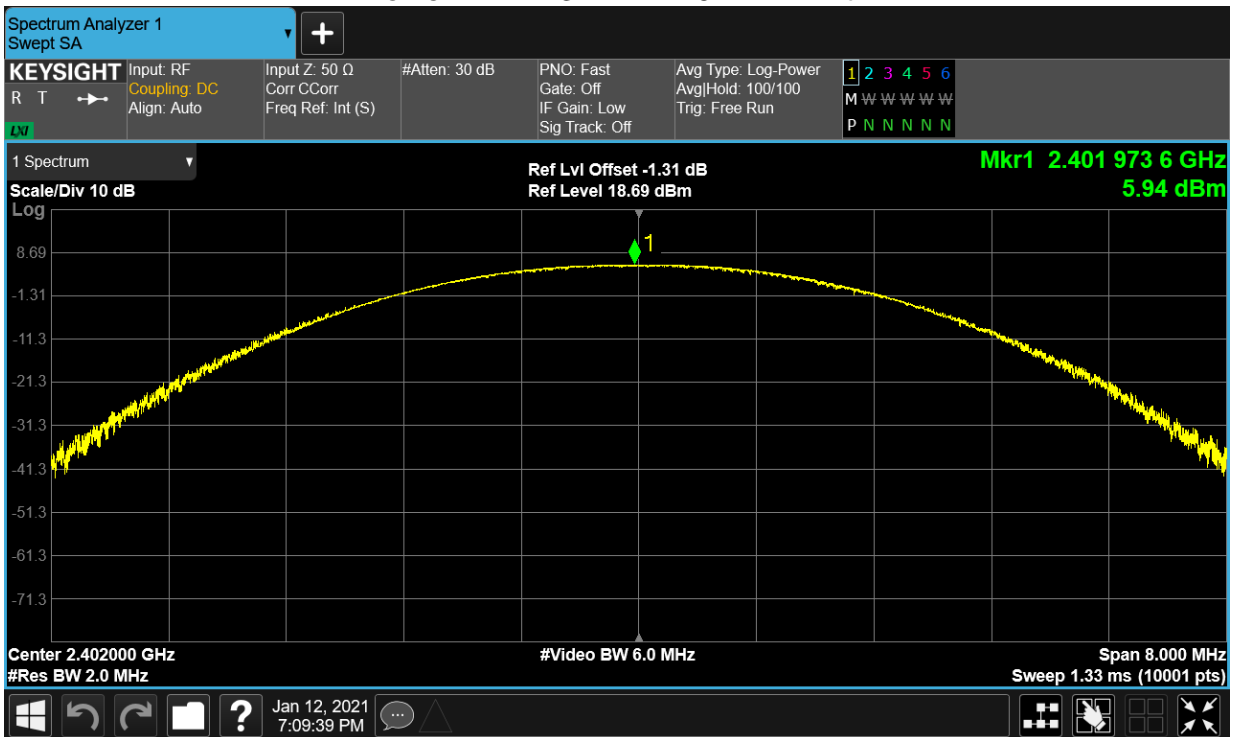 Spectrum Analyzer 1
Swept SA
KEYSIGHT
R T
LXI
Input: RF
Coupling: DC
Align: Auto
Input Z: 50 Ω
Corr CCorr
Freq Ref: Int (S)
#Atten: 30 dB
PNO: Fast
Gate: Off
IF Gain: Low
Sig Track: Off
Avg Type: Log-Power
Avg|Hold: 100/100
Trig: Free Run
1 2 3 4 5 6
M W W W W W
P N N N N N
1 Spectrum
Scale/Div 10 dB
Log
Ref Lvl Offset -1.31 dB
Ref Level 18.69 dBm
Mkr1 2.401 973 6 GHz
5.94 dBm
1
8.69
-1.31
-11.3
-21.3
-31.3
-41.3
-51.3
-61.3
-71.3
Center 2.402000 GHz
#Res BW 2.0 MHz
#Video BW 6.0 MHz
Span 8.000 MHz
Sweep 1.33 ms (10001 pts)
?
Jan 12, 2021
7:09:39 PM